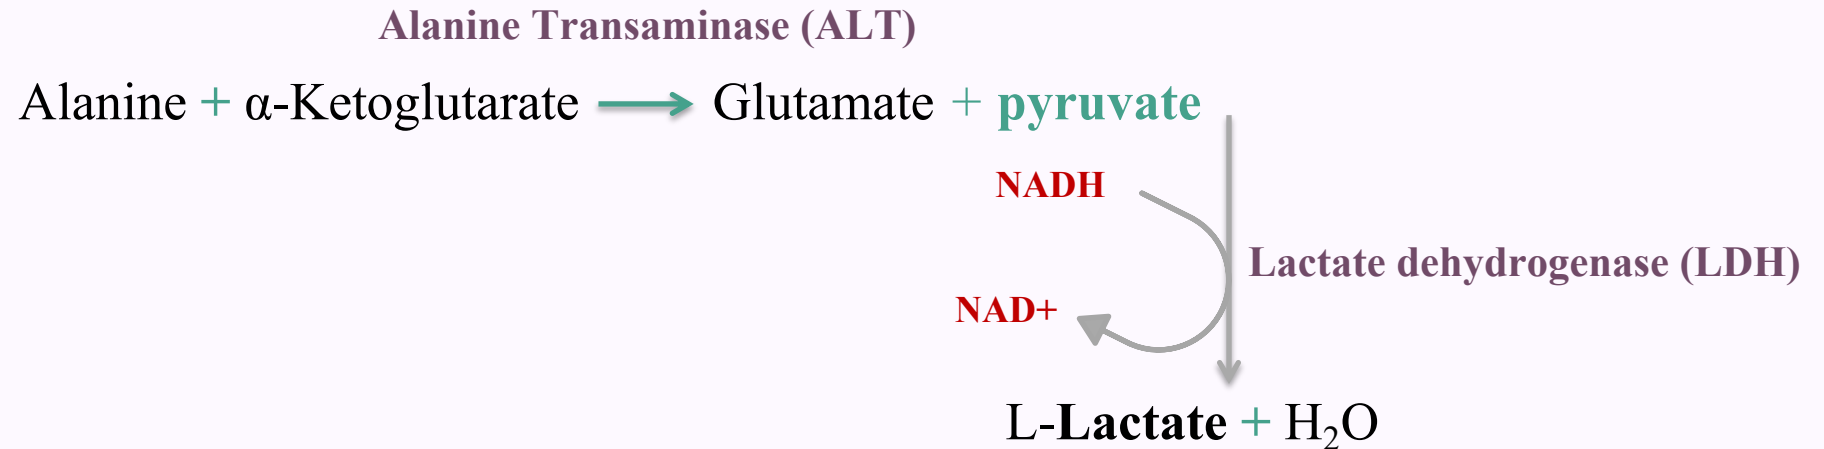 Alanine Transaminase (ALT)
Alanine + α-Ketoglutarate → Glutamate + pyruvate
NADH
Lactate dehydrogenase (LDH)
NAD+
L-Lactate + H₂O